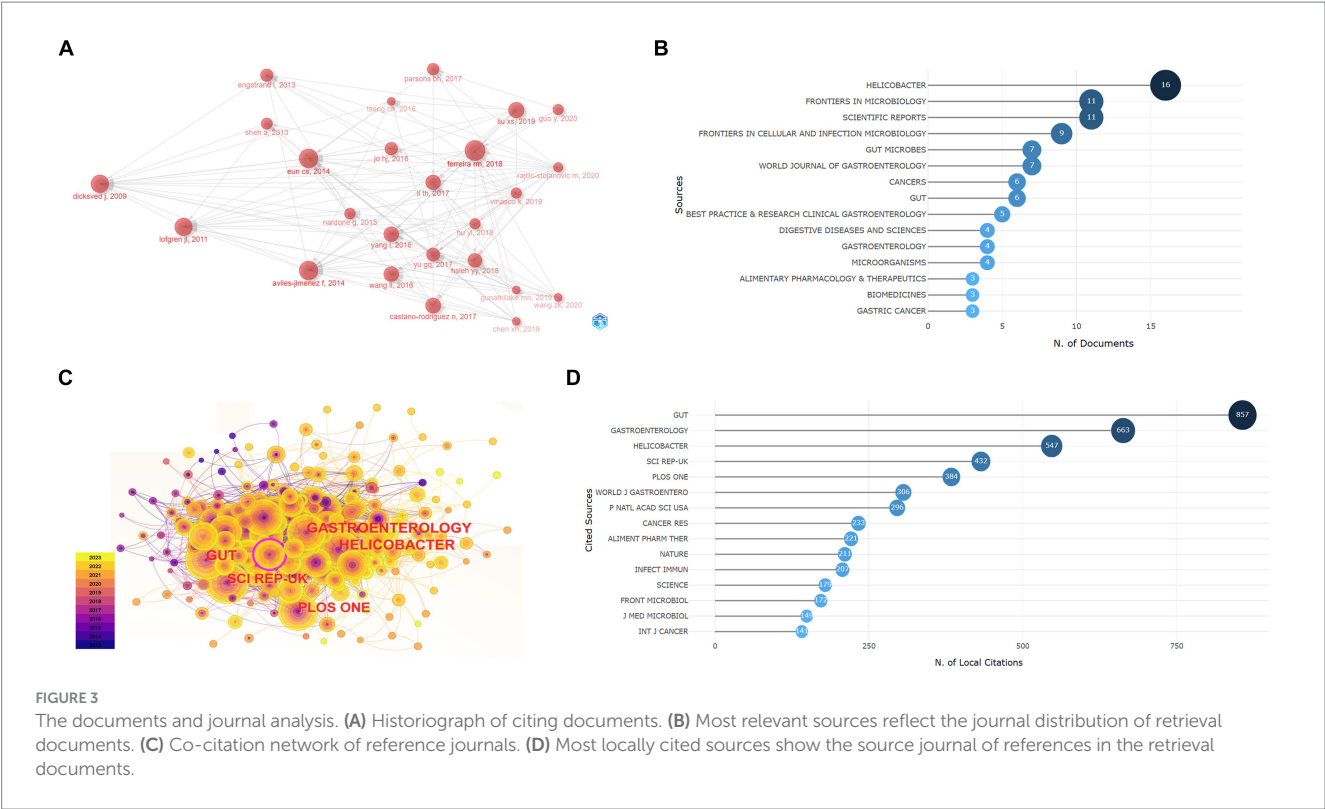 A
engstrand l, 2013
parsons bn, 2017
tseng ch, 2016
liu xs, 2019
guo y, 2020
sheh a, 2013
jo hj, 2016
ferreira rm, 2018
eun cs, 2014
rajilic-stojanovic m, 2020
dicksved j, 2009
li th, 2017
vinasco k, 2019
nardone g, 2015
hu yl, 2018
lofgren jl, 2011
yang i, 2016
yu gq, 2017
hsieh yy, 2018
aviles-jimenez f, 2014
wang ll, 2016
gunathilake mn, 2019
wang zk, 2020
castano-rodriguez n, 2017
chen xh, 2019
B
Sources
HELICOBACTER 16
FRONTIERS IN MICROBIOLOGY 11
SCIENTIFIC REPORTS 11
FRONTIERS IN CELLULAR AND INFECTION MICROBIOLOGY 9
GUT MICROBES 7
WORLD JOURNAL OF GASTROENTEROLOGY 7
CANCERS 6
GUT 6
BEST PRACTICE & RESEARCH CLINICAL GASTROENTEROLOGY 5
DIGESTIVE DISEASES AND SCIENCES 4
GASTROENTEROLOGY 4
MICROORGANISMS 4
ALIMENTARY PHARMACOLOGY & THERAPEUTICS 3
BIOMEDICINES 3
GASTRIC CANCER 3
0 5 10 15
N. of Documents
C
GASTROENTEROLOGY
HELICOBACTER
GUT
SCI REP-UK
PLOS ONE
2023
2022
2021
2020
2019
2018
2017
2016
2015
2014
D
Cited Sources
GUT 857
GASTROENTEROLOGY 663
HELICOBACTER 547
SCI REP-UK 432
PLOS ONE 384
WORLD J GASTROENTERO 306
P NATL ACAD SCI USA 296
CANCER RES 233
ALIMENT PHARM THER 221
NATURE 211
INFECT IMMUN 207
SCIENCE 179
FRONT MICROBIOL 172
J MED MICROBIOL 149
INT J CANCER 141
0 250 500 750
N. of Local Citations
FIGURE 3
The documents and journal analysis. (A) Historiograph of citing documents. (B) Most relevant sources reflect the journal distribution of retrieval
documents. (C) Co-citation network of reference journals. (D) Most locally cited sources show the source journal of references in the retrieval
documents.